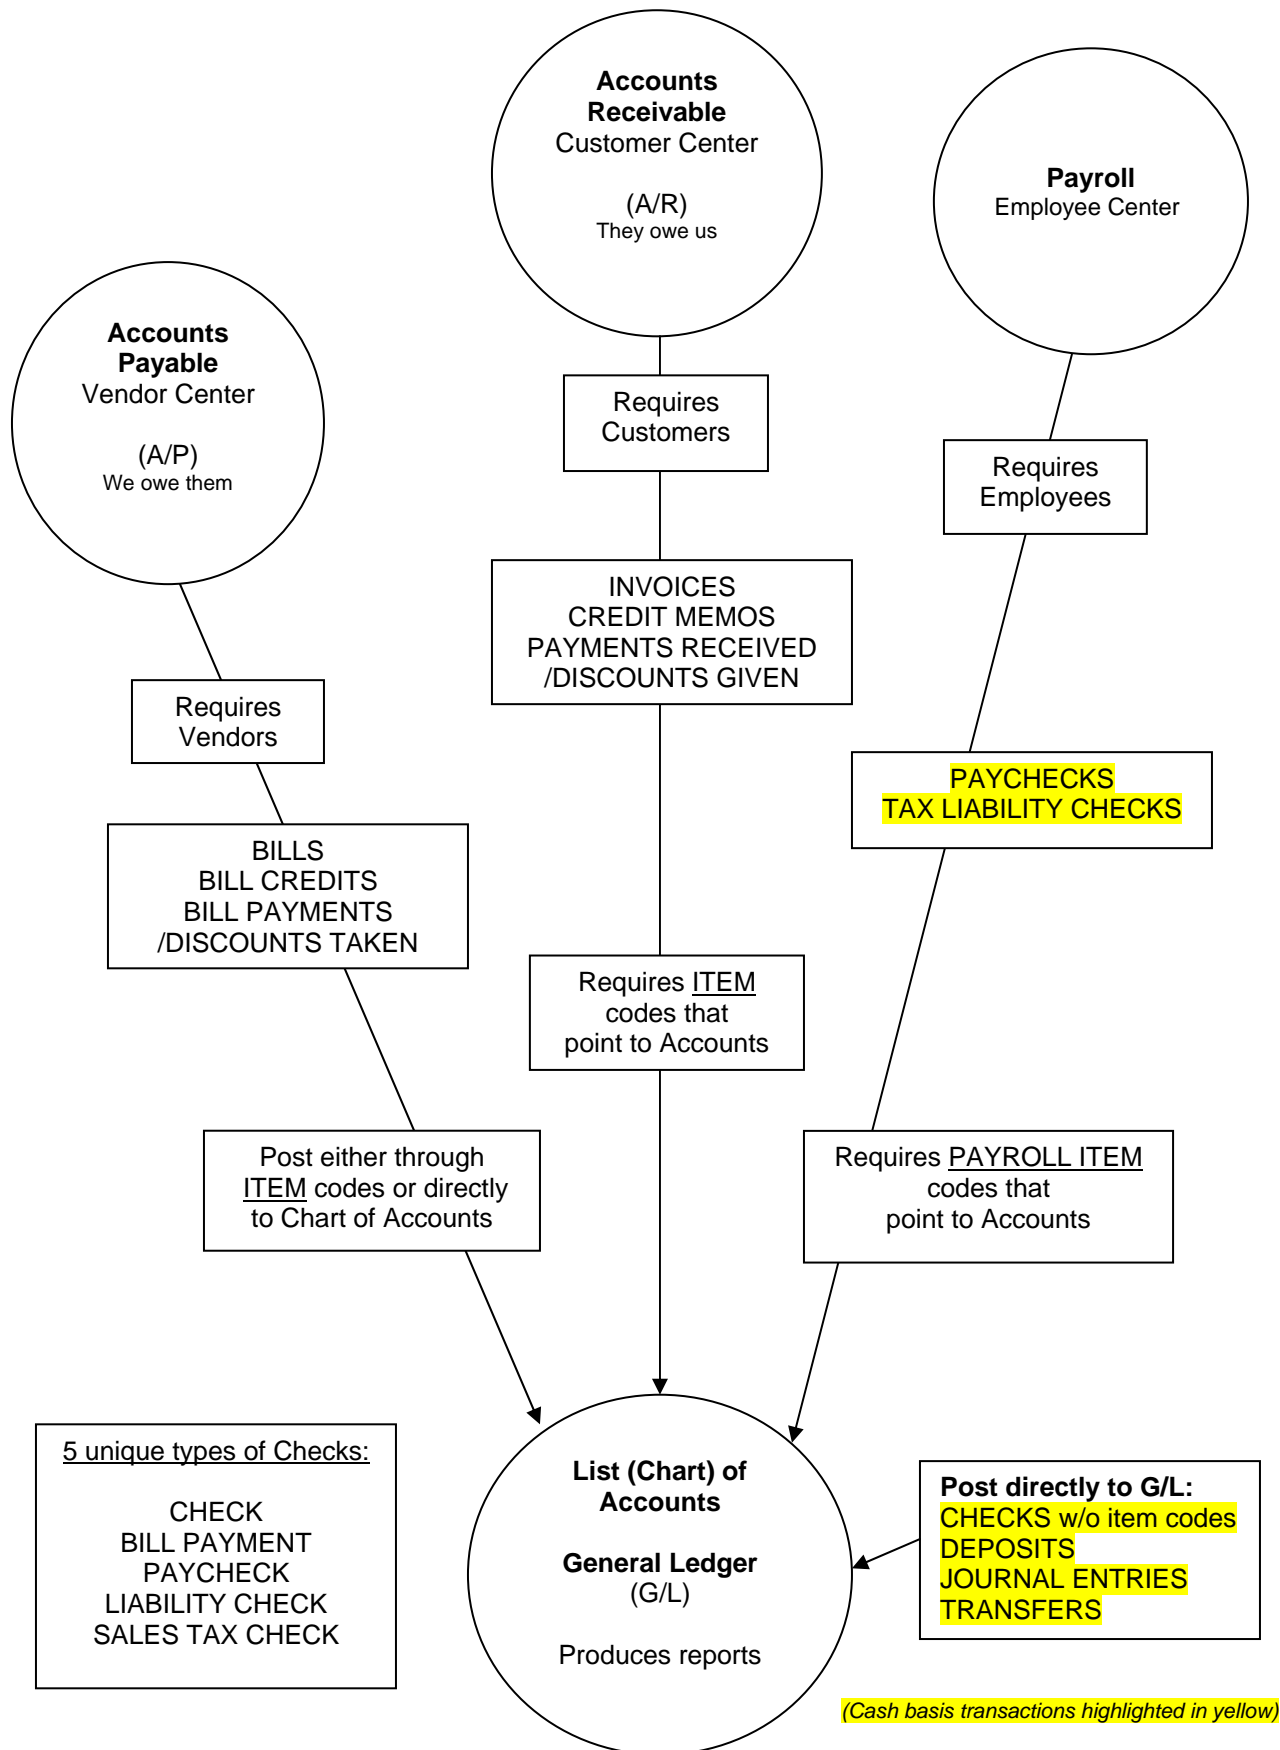 Accounts
Receivable
Customer Center
(A/R)
They owe us
Payroll
Employee Center
Accounts
Payable
Vendor Center
(A/P)
We owe them
Requires
Customers
Requires
Employees
INVOICES
CREDIT MEMOS
PAYMENTS RECEIVED
/DISCOUNTS GIVEN
Requires
Vendors
PAYCHECKS
TAX LIABILITY CHECKS
BILLS
BILL CREDITS
BILL PAYMENTS
/DISCOUNTS TAKEN
Requires ITEM
codes that
point to Accounts
Post either through
ITEM codes or directly
to Chart of Accounts
Requires PAYROLL ITEM
codes that
point to Accounts
5 unique types of Checks:
CHECK
BILL PAYMENT
PAYCHECK
LIABILITY CHECK
SALES TAX CHECK
List (Chart) of
Accounts
General Ledger
(G/L)
Produces reports
Post directly to G/L:
CHECKS w/o item codes
DEPOSITS
JOURNAL ENTRIES
TRANSFERS
(Cash basis transactions highlighted in yellow)